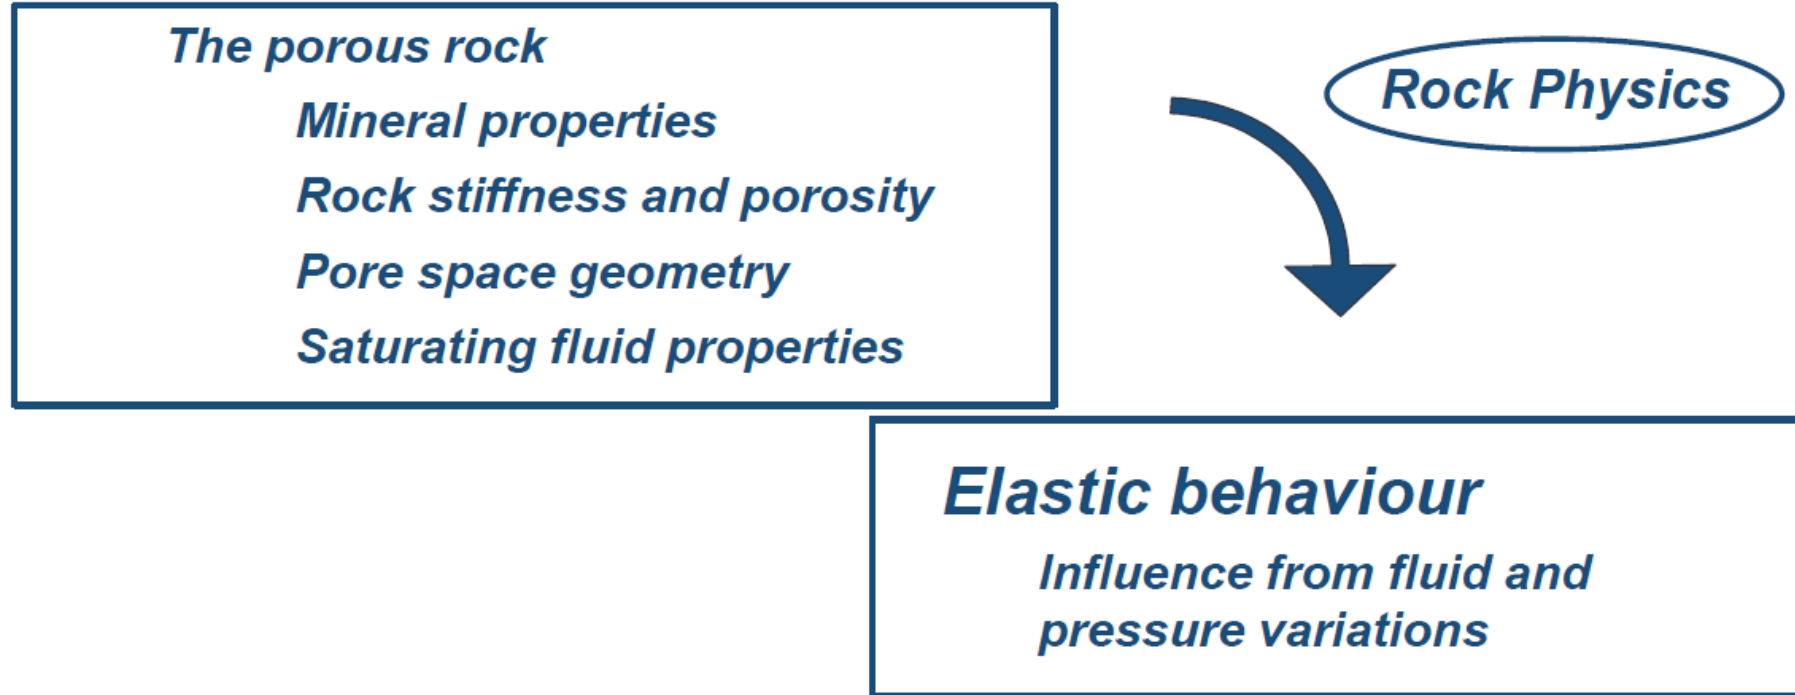 The porous rock
Mineral properties
Rock stiffness and porosity
Pore space geometry
Saturating fluid properties
Rock Physics
Elastic behaviour
Influence from fluid and
pressure variations